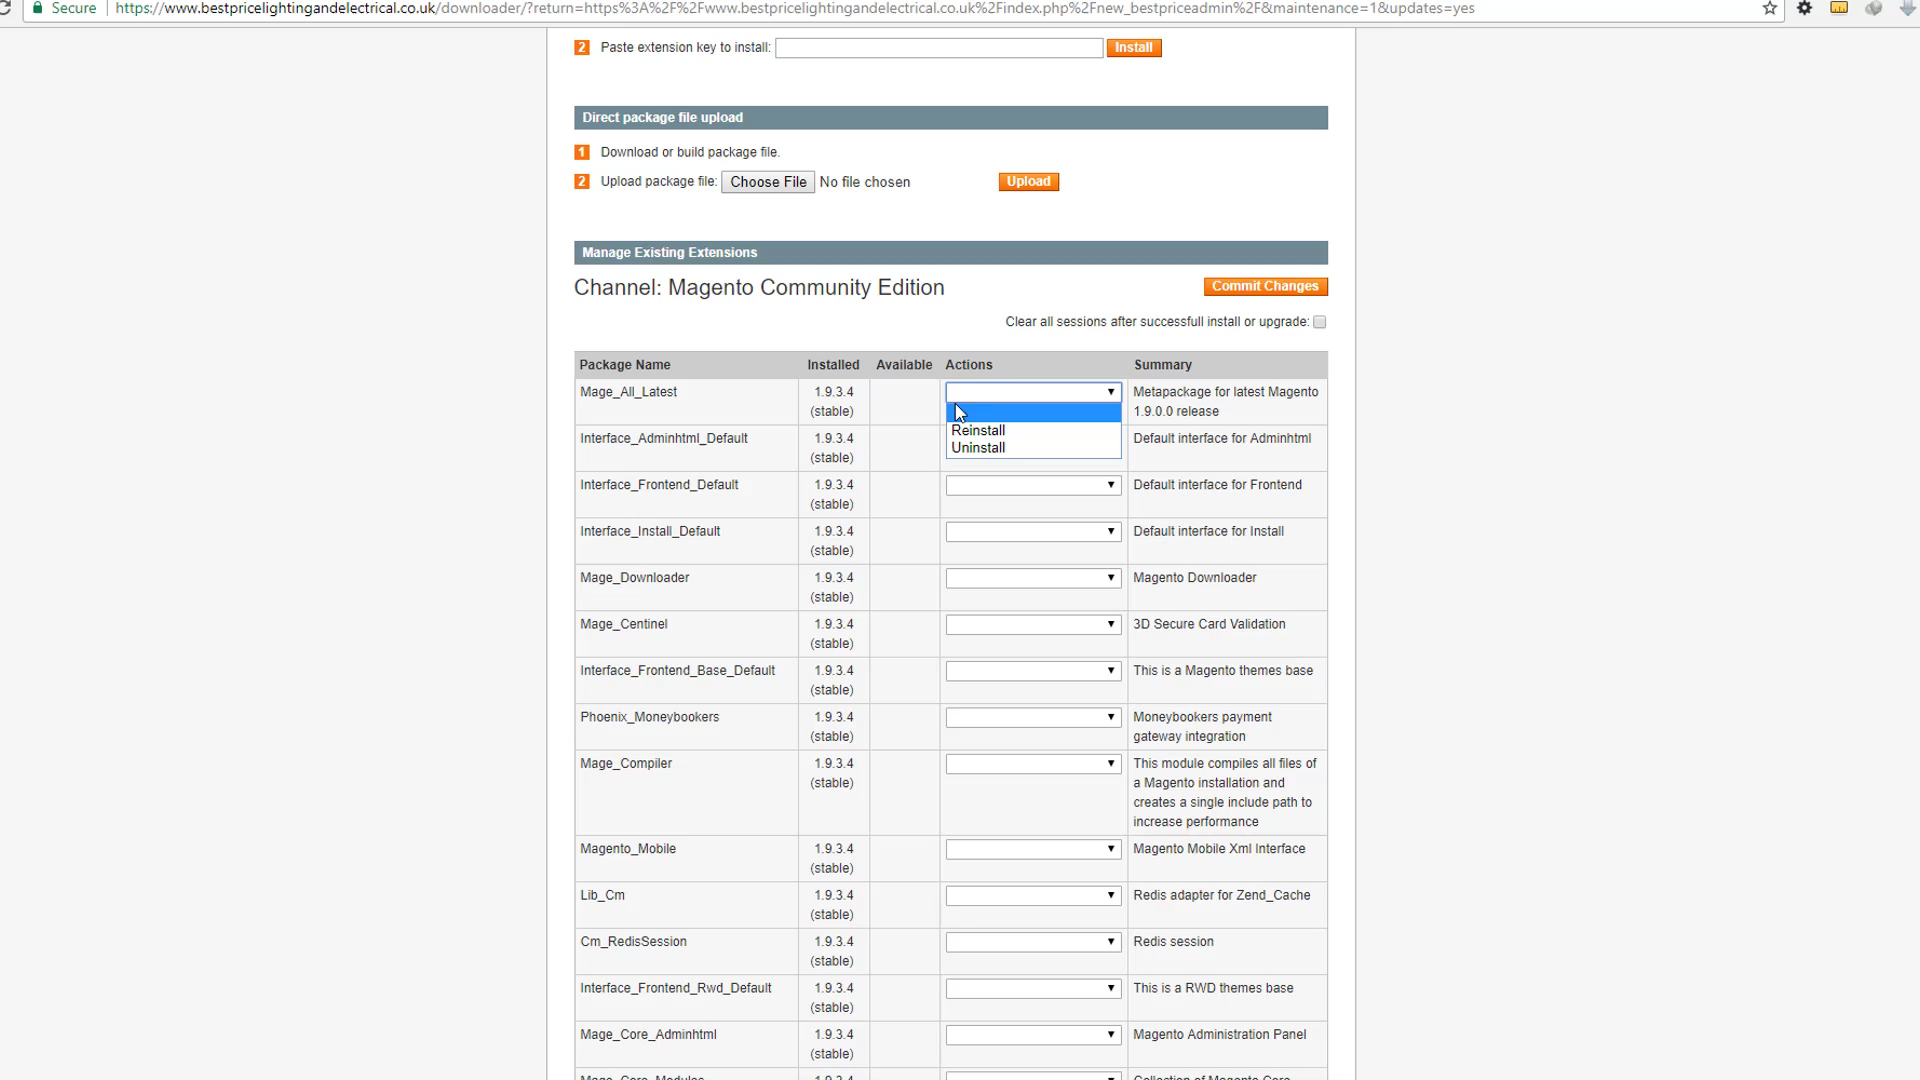 Secure https://www.bestpricelightingandelectrical.co.uk/downloader/?return=https%3A%2F%2Fwww.bestpricelightingandelectrical.co.uk%2Findex.php%2Fnew_bestpriceadmin%2F&maintenance=1&updates=yes
2 Paste extension key to install: Install
Direct package file upload
1 Download or build package file.
2 Upload package file: Choose File No file chosen Upload
Manage Existing Extensions
Channel: Magento Community Edition Commit Changes
Clear all sessions after successfull install or upgrade:
Package Name Installed Available Actions Summary
Mage_All_Latest 1.9.3.4 Metapackage for latest Magento
(stable) 1.9.0.0 release
Reinstall
Interface_Adminhtml_Default 1.9.3.4 Default interface for Adminhtml
Uninstall
(stable)
Interface_Frontend_Default 1.9.3.4 Default interface for Frontend
(stable)
Interface_Install_Default 1.9.3.4 Default interface for Install
(stable)
Mage_Downloader 1.9.3.4 Magento Downloader
(stable)
Mage_Centinel 1.9.3.4 3D Secure Card Validation
(stable)
Interface_Frontend_Base_Default 1.9.3.4 This is a Magento themes base
(stable)
Phoenix_Moneybookers 1.9.3.4 Moneybookers payment
(stable) gateway integration
Mage_Compiler 1.9.3.4 This module compiles all files of
(stable) a Magento installation and
creates a single include path to
increase performance
Magento_Mobile 1.9.3.4 Magento Mobile Xml Interface
(stable)
Lib_Cm 1.9.3.4 Redis adapter for Zend_Cache
(stable)
Cm_RedisSession 1.9.3.4 Redis session
(stable)
Interface_Frontend_Rwd_Default 1.9.3.4 This is a RWD themes base
(stable)
Mage_Core_Adminhtml 1.9.3.4 Magento Administration Panel
(stable)
Mage_Core_Modules 1.9.3.4 Collection of Magento Core